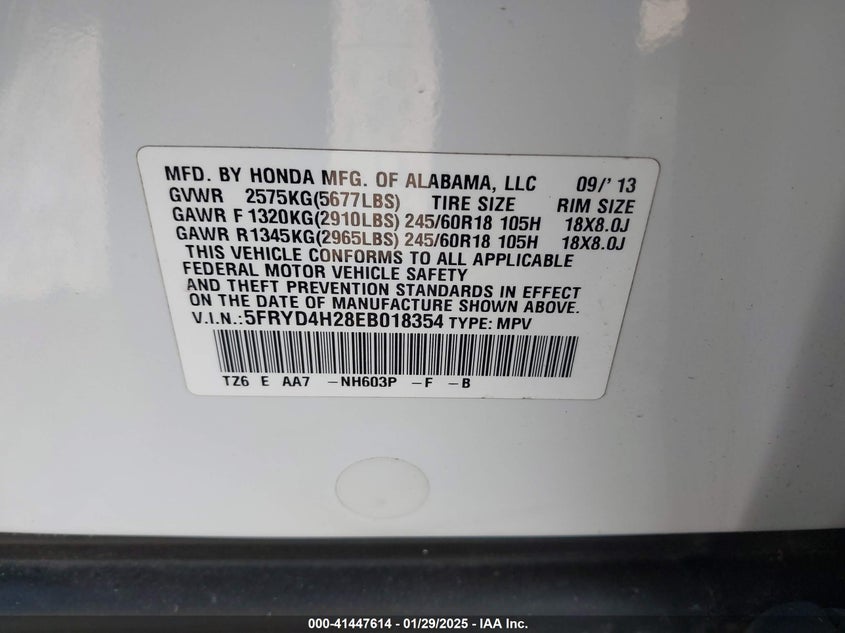 MFD. BY HONDA MFG. OF ALABAMA, LLC 09/' 13
GVWR 2575KG(5677LBS) TIRE SIZE RIM SIZE
GAWR F 1320KG(2910LBS) 245/60R18 105H 18X8.0J
GAWR R 1345KG(2965LBS) 245/60R18 105H 18X8.0J
THIS VEHICLE CONFORMS TO ALL APPLICABLE
FEDERAL MOTOR VEHICLE SAFETY
AND THEFT PREVENTION STANDARDS IN EFFECT
ON THE DATE OF MANUFACTURE SHOWN ABOVE.
V.I.N.:5FRYD4H28EB018354 TYPE: MPV
TZ6 E AA7 -NH603P -F -B
000-41447614 - 01/29/2025 - IAA Inc.